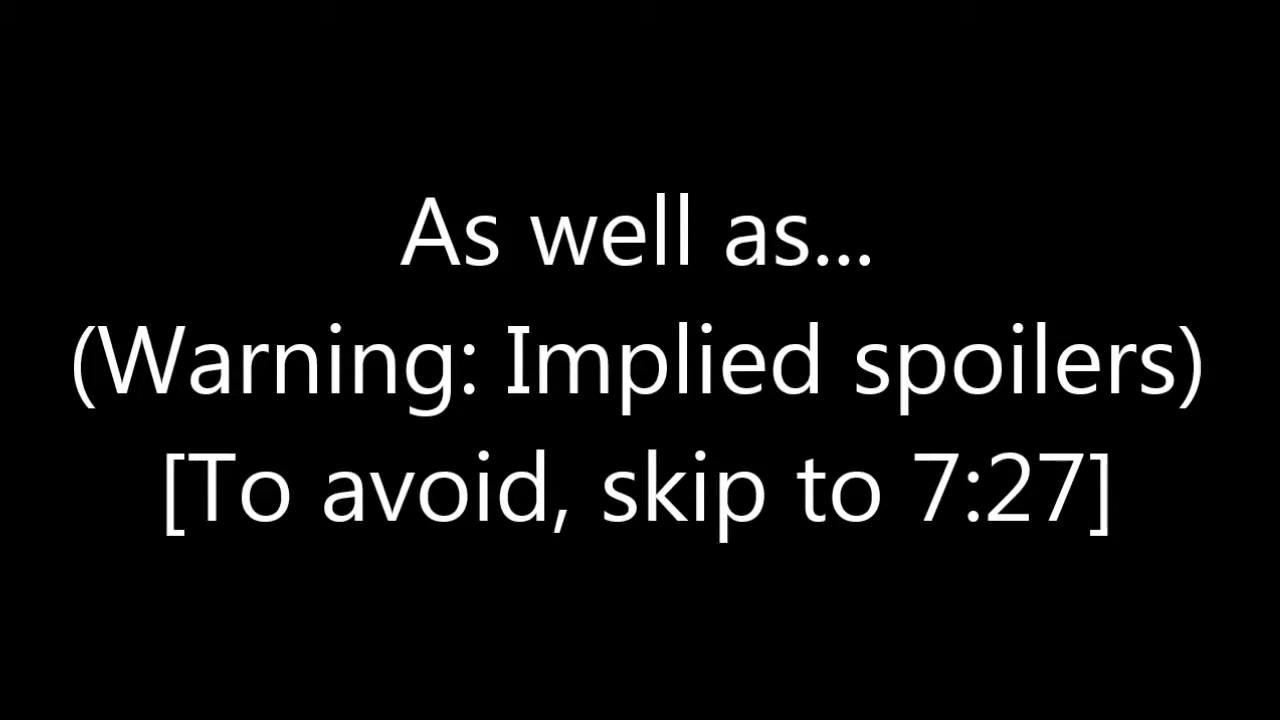 As well as...
(Warning: Implied spoilers)
[To avoid, skip to 7:27]